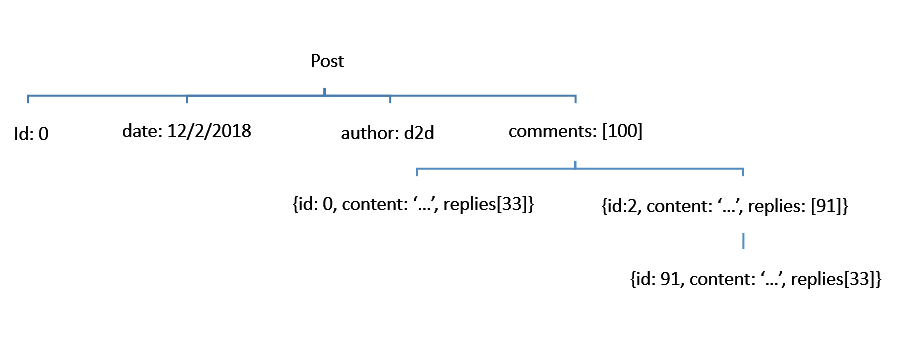 Post
Id: 0
date: 12/2/2018
author: d2d
comments: [100]
{id: 0, content: ‘…’, replies[33]}
{id:2, content: ‘…’, replies: [91]}
{id: 91, content: ‘…’, replies[33]}